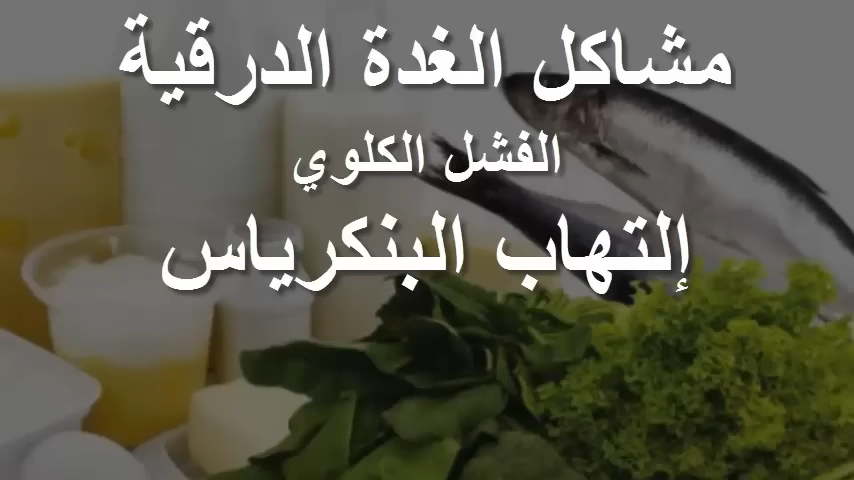 مشاكل الغدة الدرقية
الفشل الكلوي
إلتهاب البنكرياس